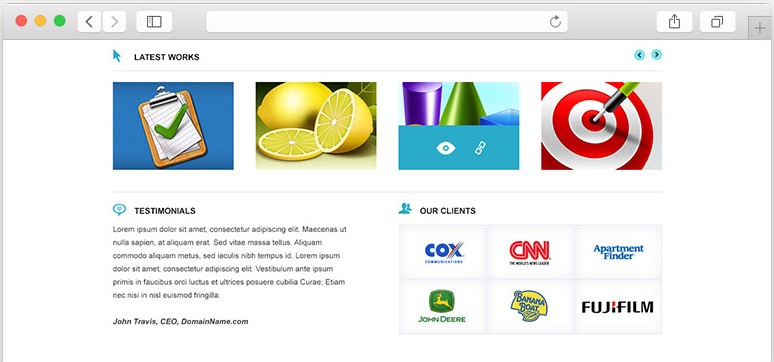 LATEST WORKS
TESTIMONIALS
Lorem ipsum dolor sit amet, consectetur adipiscing elit. Maecenas ut
nulla sapien, at aliquam erat. Sed vitae massa tellus. Aliquam
commodo aliquam metus, sed iaculis nibh tempus id. Lorem ipsum
dolor sit amet, consectetur adipiscing elit. Vestibulum ante ipsum
primis in faucibus orci luctus et ultrices posuere cubilia Curae; Etiam
nec nisi in nisl euismod fringilla.
John Travis, CEO, DomainName.com
OUR CLIENTS
COX
COMMUNICATIONS
CNN
THE WORLD'S NEWS LEADER
Apartment
Finder
JOHN DEERE
BANANA
BOAT
FUJIFILM